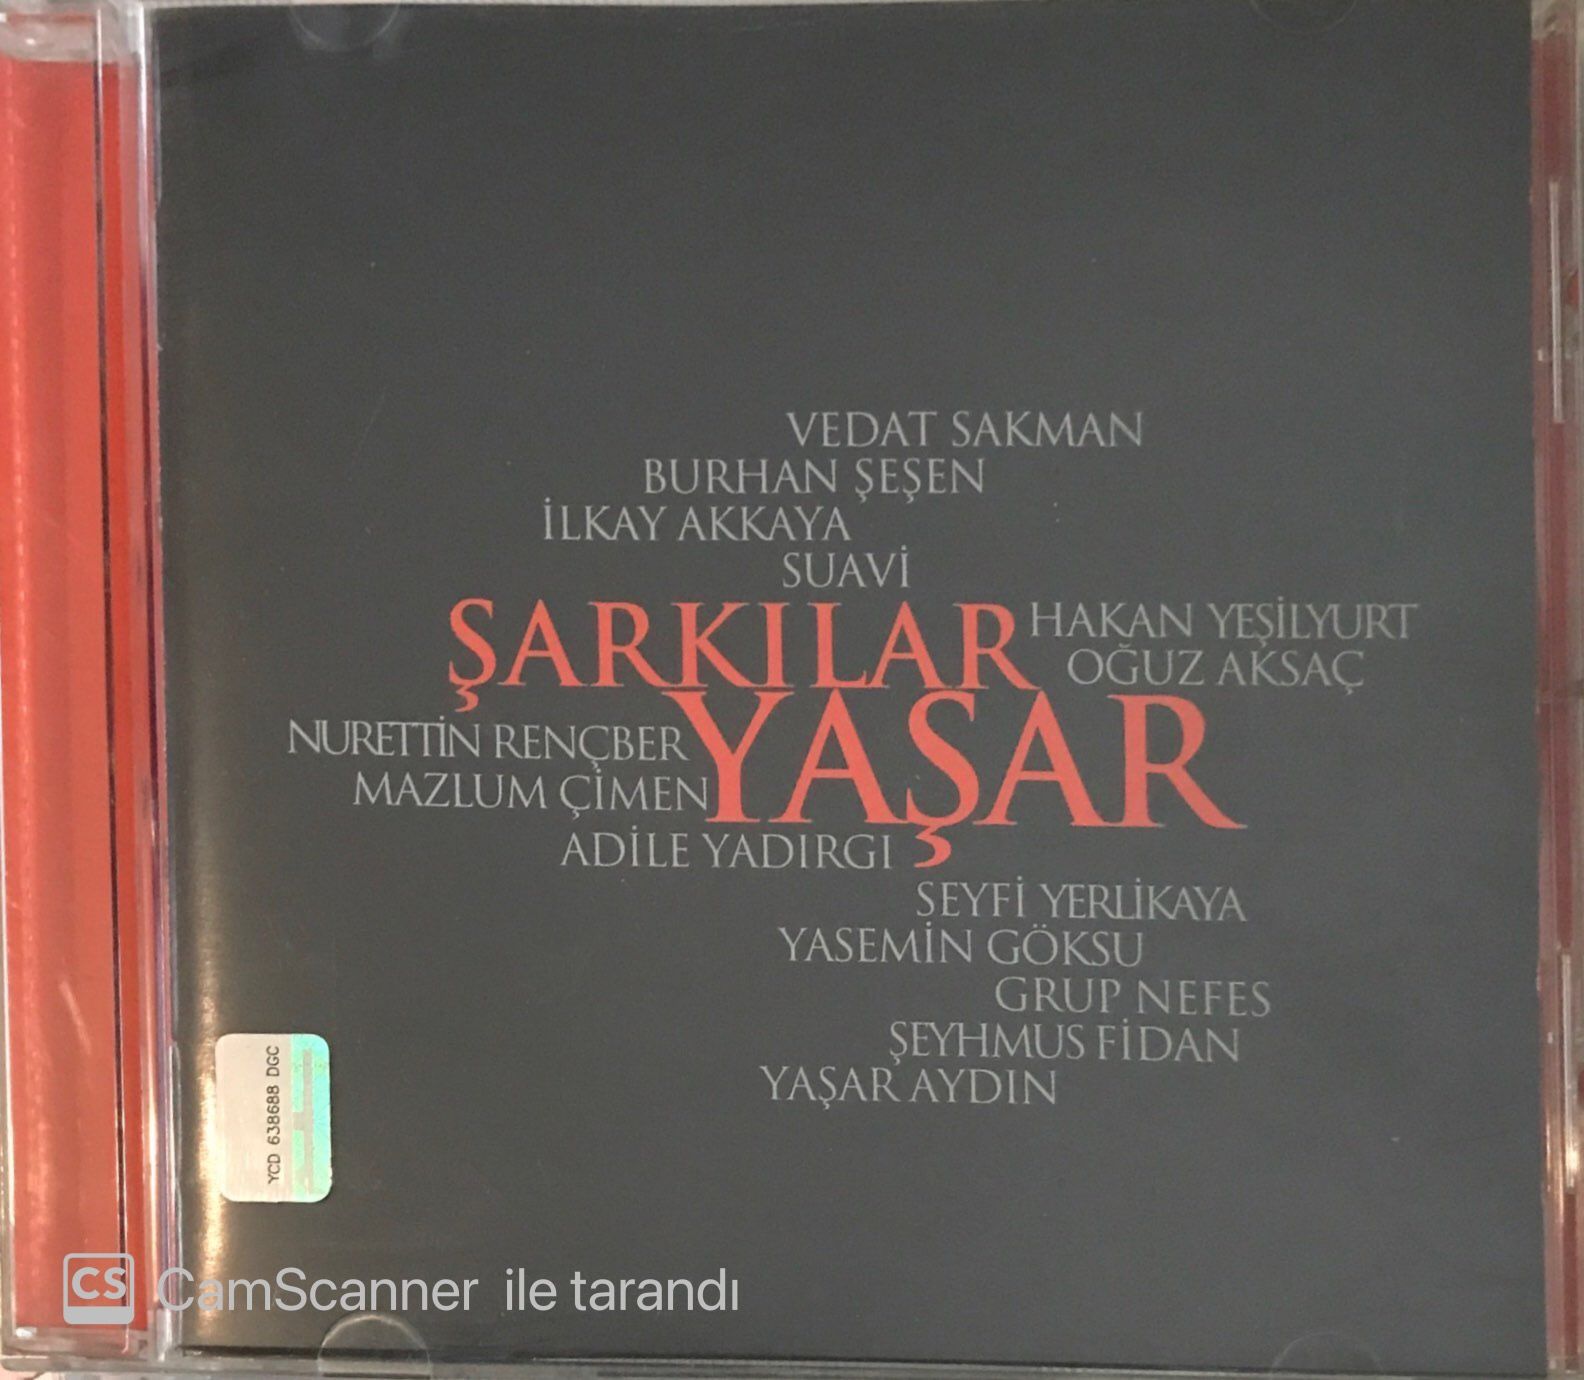 VEDAT SAKMAN
BURHAN ŞEŞEN
İLKAY AKKAYA
SUAVİ
ŞARKILAR
HAKAN YEŞİLYURT
OĞUZ AKSAÇ
YAŞAR
NURETTİN RENÇBER
MAZLUM ÇİMEN
ADİLE YADIRGI
SEYFİ YERLİKAYA
YASEMİN GÖKSU
GRUP NEFES
ŞEYHMUS FİDAN
YAŞAR AYDIN
YCD 638688 DGC
CS CamScanner ile tarandı